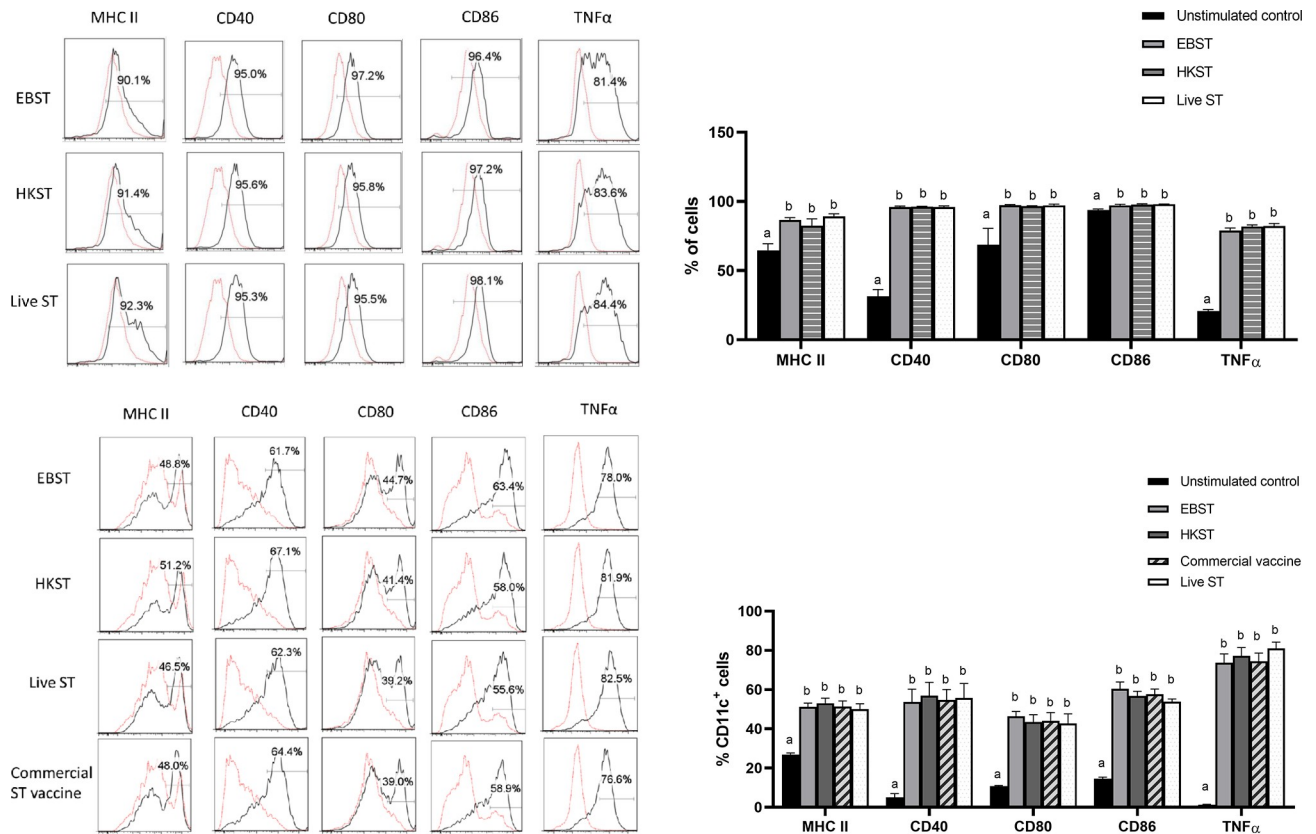 MHC II CD40 CD80 CD86 TNFα
EBST 90.1% 95.0% 97.2% 96.4% 81.4%
HKST 91.4% 95.6% 95.8% 97.2% 83.6%
Live ST 92.3% 95.3% 95.5% 98.1% 84.4%
Unstimulated control
EBST
HKST
Live ST
150
100
50
0
% of cells
a b b b a b b b a b b b a b b b a b b b
MHC II CD40 CD80 CD86 TNFα
MHC II CD40 CD80 CD86 TNFα
EBST 48.8% 61.7% 44.7% 63.4% 78.0%
HKST 51.2% 67.1% 41.4% 58.0% 81.9%
Live ST 46.5% 62.3% 39.2% 55.6% 82.5%
Commercial
ST vaccine 48.0% 64.4% 39.0% 58.9% 76.6%
Unstimulated control
EBST
HKST
Commercial vaccine
Live ST
100
80
60
40
20
0
% CD11c+ cells
a b b b b a b b b b a b b b b a b b b b a b b b b
MHC II CD40 CD80 CD86 TNFα